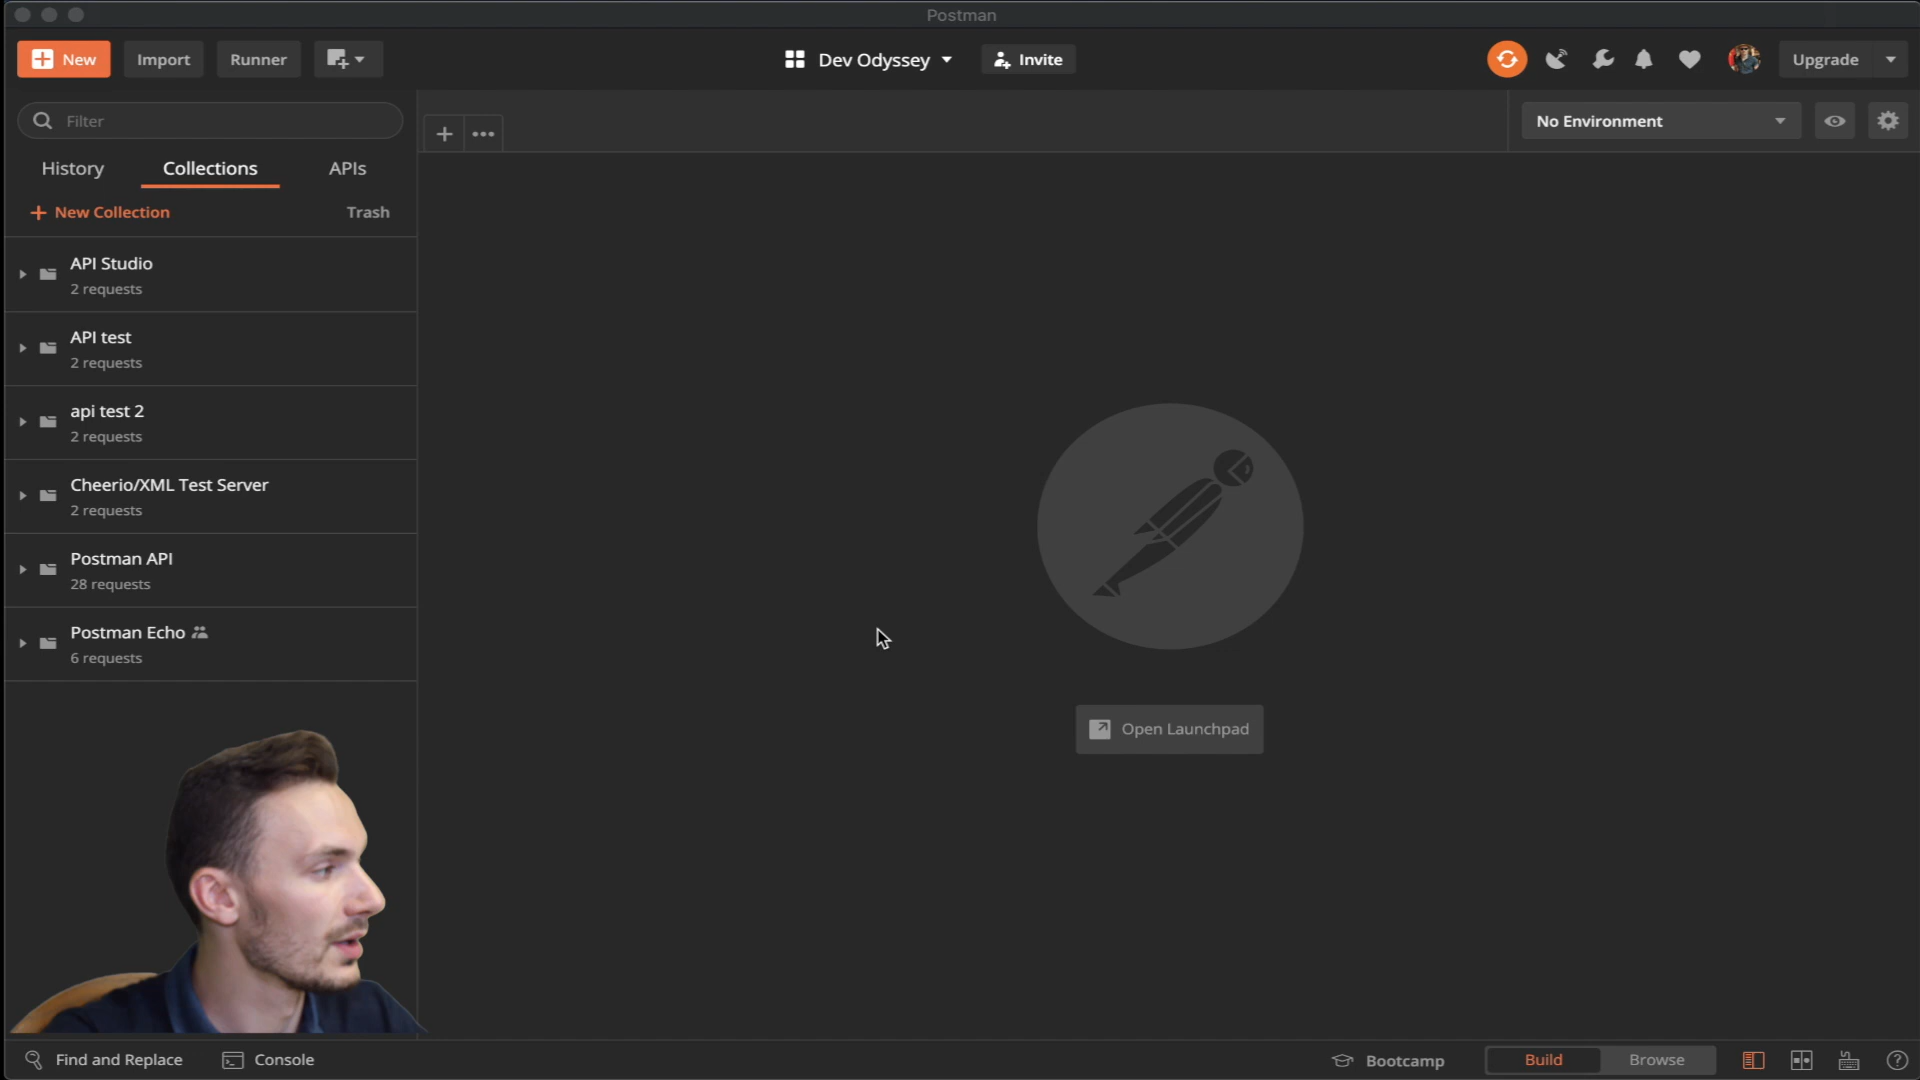 Postman
New
Import
Runner
Dev Odyssey
Invite
Upgrade
Filter
No Environment
History
Collections
APIs
New Collection
Trash
API Studio
2 requests
API test
2 requests
api test 2
2 requests
Cheerio/XML Test Server
2 requests
Postman API
28 requests
Postman Echo
6 requests
Open Launchpad
Find and Replace
Console
Bootcamp
Build
Browse